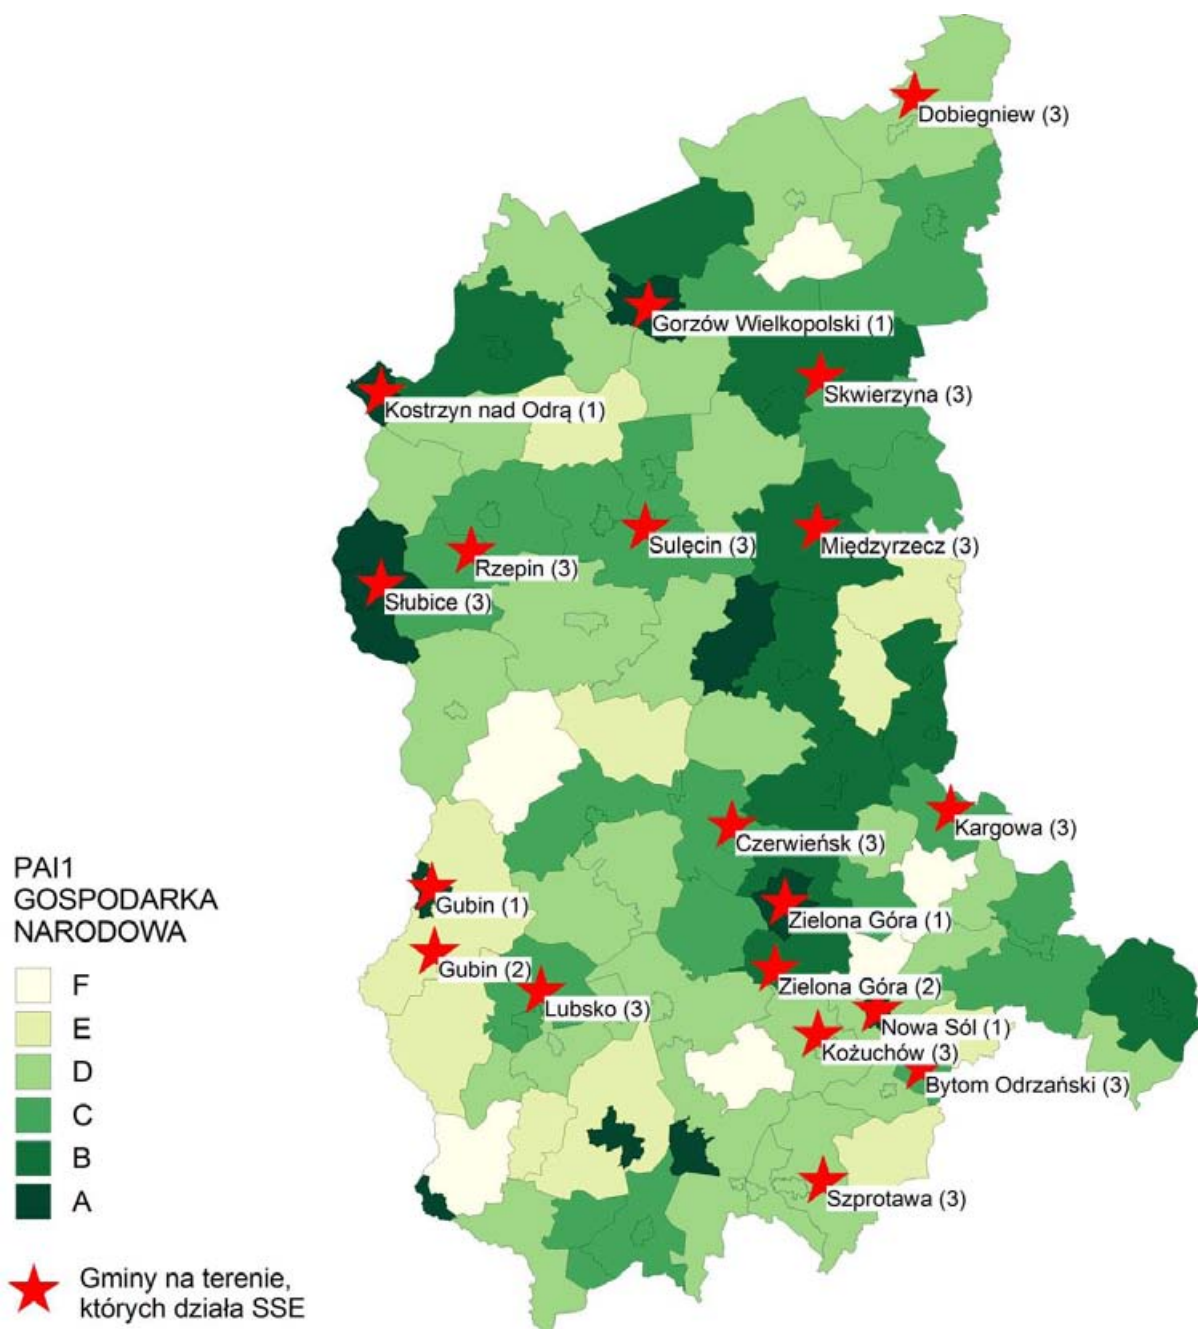 Dobiegniew (3)
Gorzów Wielkopolski (1)
Skwierzyna (3)
Kostrzyn nad Odrą (1)
Sulęcin (3)
Międzyrzecz (3)
Rzepin (3)
Słubice (3)
Kargowa (3)
Czerwieńsk (3)
Gubin (1)
Zielona Góra (1)
Gubin (2)
Zielona Góra (2)
Lubsko (3)
Nowa Sól (1)
Kożuchów (3)
Bytom Odrzański (3)
Szprotawa (3)
PAI1
GOSPODARKA
NARODOWA
F
E
D
C
B
A
Gminy na terenie,
których działa SSE